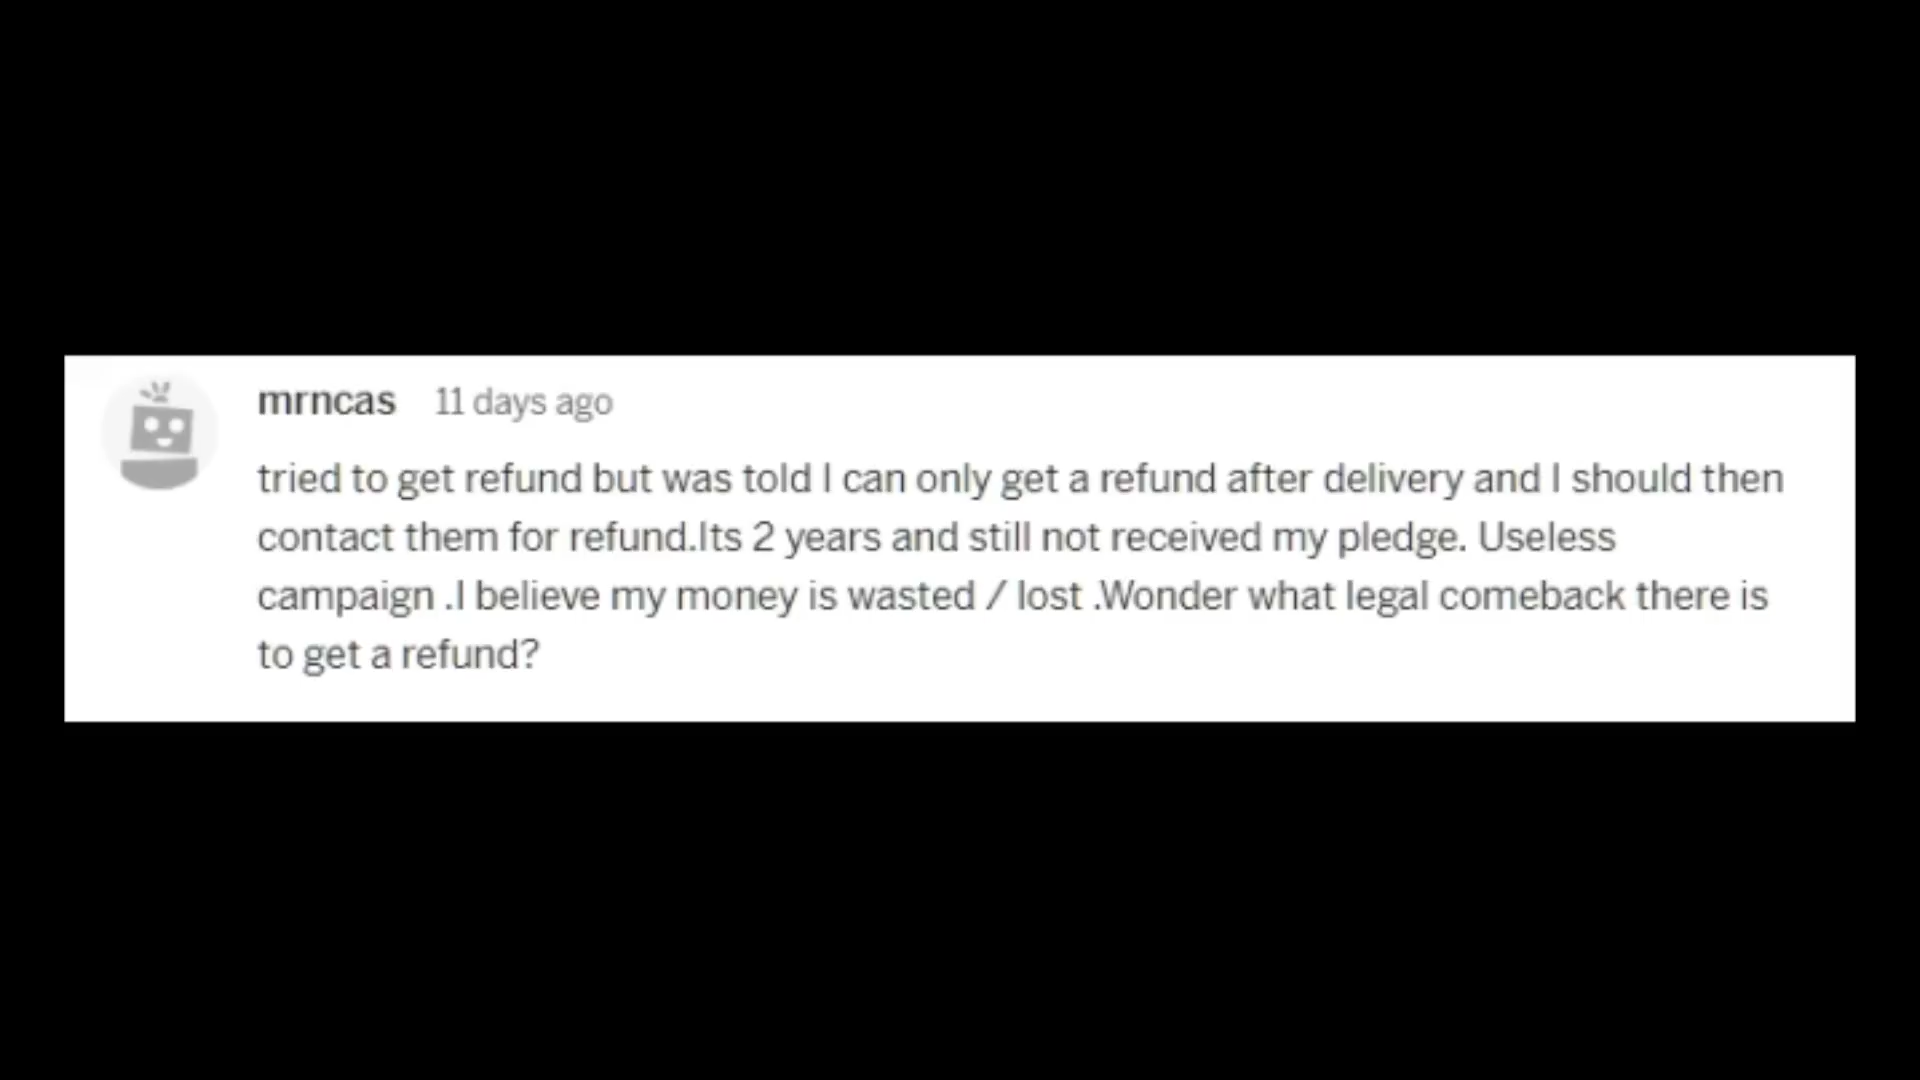 mrncas 11 days ago
tried to get refund but was told I can only get a refund after delivery and I should then
contact them for refund.Its 2 years and still not received my pledge. Useless
campaign .I believe my money is wasted / lost .Wonder what legal comeback there is
to get a refund?